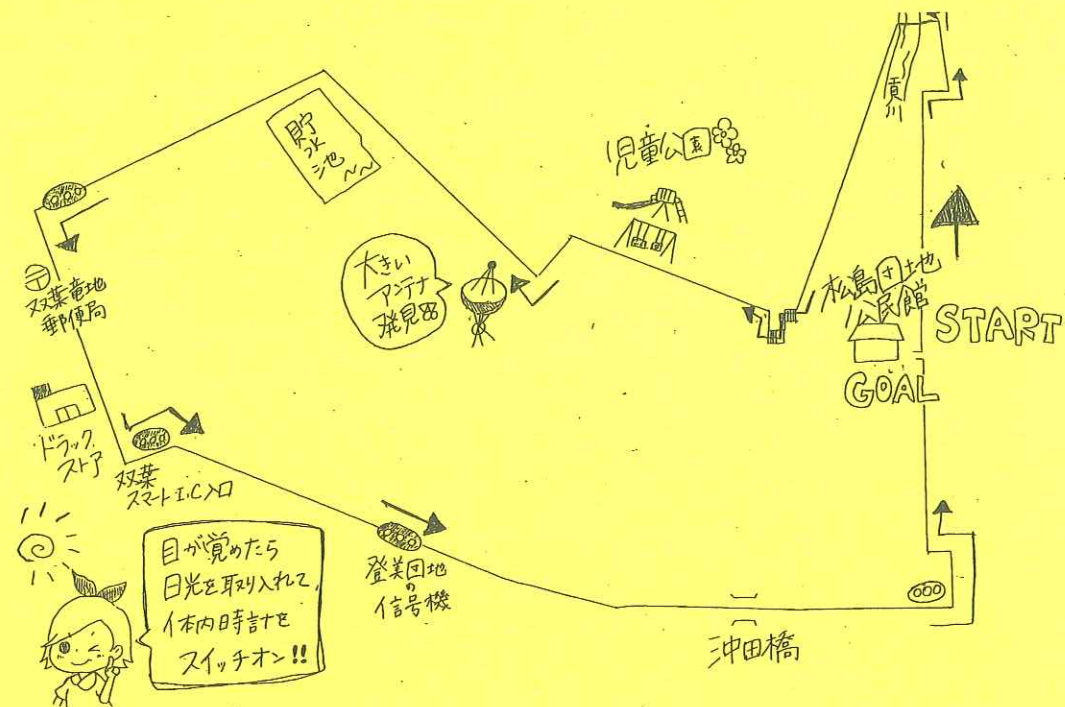 貢川
児童公園
貯
水
池
松島団地
公民館
START
GOAL
大きい
アンテナ
発見
〒
双葉竜地
郵便局
ドラッグ
ストア
双葉
スマートI.C入口
登美団地
の
信号機
沖田橋
目が覚めたら
日光を取り入れて、
体内時計を
スイッチオン!!